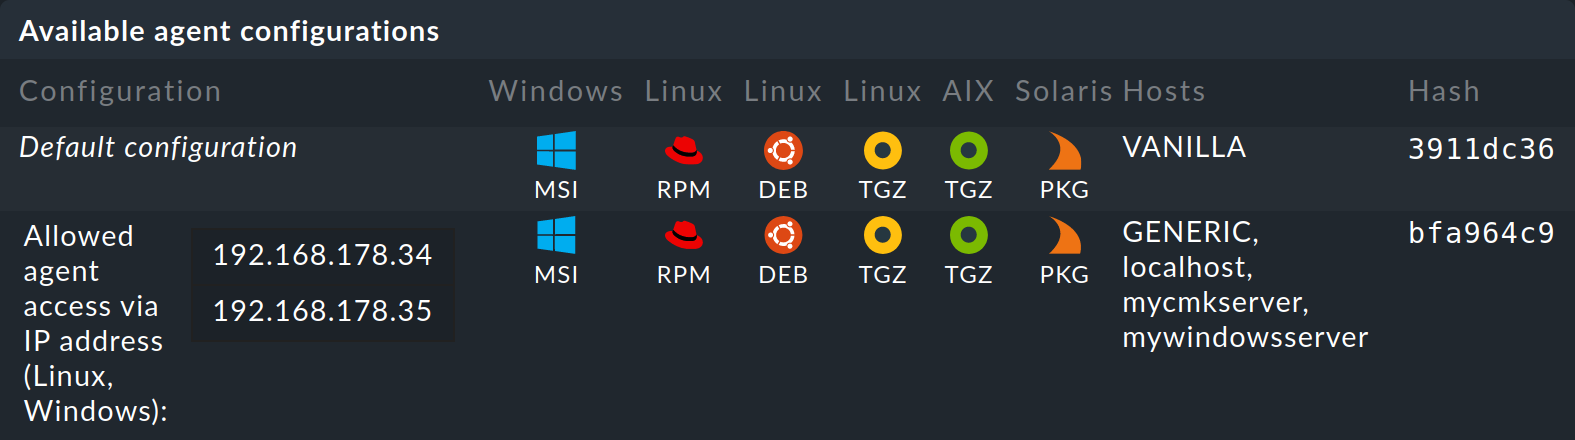 Available agent configurations
Configuration Windows Linux Linux Linux AIX Solaris Hosts Hash
Default configuration MSI RPM DEB TGZ TGZ PKG VANILLA 3911dc36
Allowed
agent
access via
IP address
(Linux,
Windows):
192.168.178.34
192.168.178.35
MSI RPM DEB TGZ TGZ PKG
GENERIC,
localhost,
mycmkserver,
mywindowsserver
bfa964c9